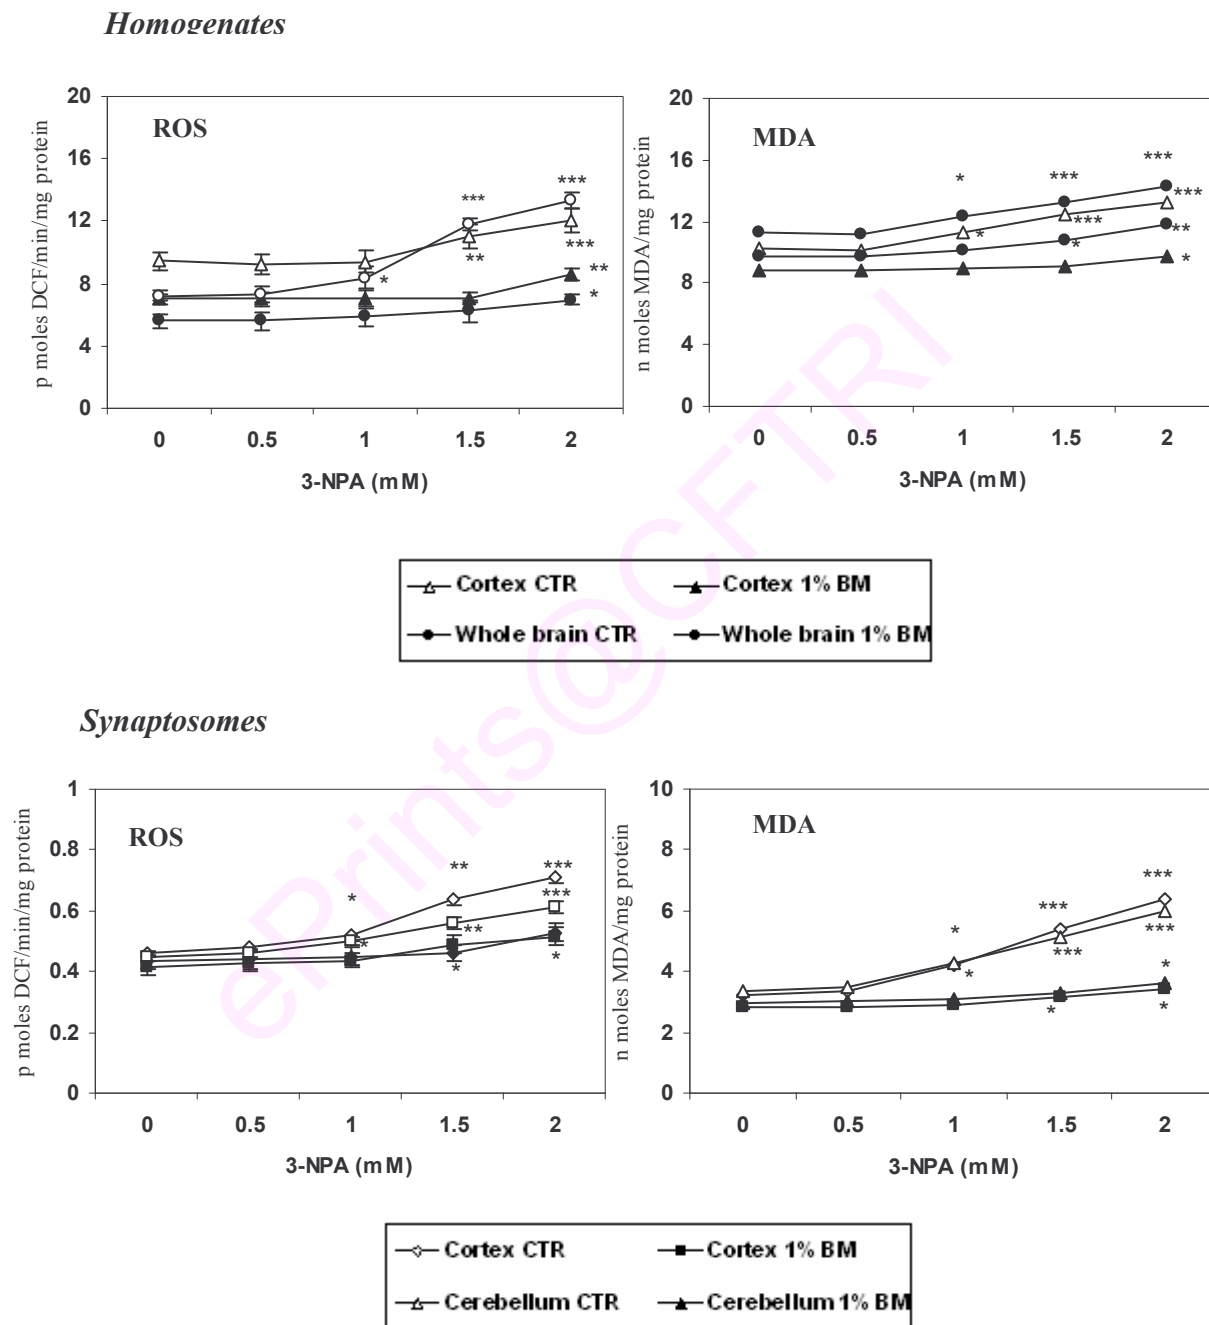 Homogenates
ROS
p moles DCF/min/mg protein
20
16
12
8
4
0
*
***
**
***
***
**
*
0 0.5 1 1.5 2
3-NPA (mM)
MDA
n moles MDA/mg protein
20
16
12
8
4
0
*
*
***
***
*
***
***
**
*
0 0.5 1 1.5 2
3-NPA (mM)
Cortex CTR Cortex 1% BM
Whole brain CTR Whole brain 1% BM
Synaptosomes
ROS
p moles DCF/min/mg protein
1
0.8
0.6
0.4
0.2
0
*
*
**
**
*
***
***
*
0 0.5 1 1.5 2
3-NPA (mM)
MDA
n moles MDA/mg protein
10
8
6
4
2
0
*
*
***
***
*
***
***
*
*
0 0.5 1 1.5 2
3-NPA (mM)
Cortex CTR Cortex 1% BM
Cerebellum CTR Cerebellum 1% BM
ePrints@CFTRI